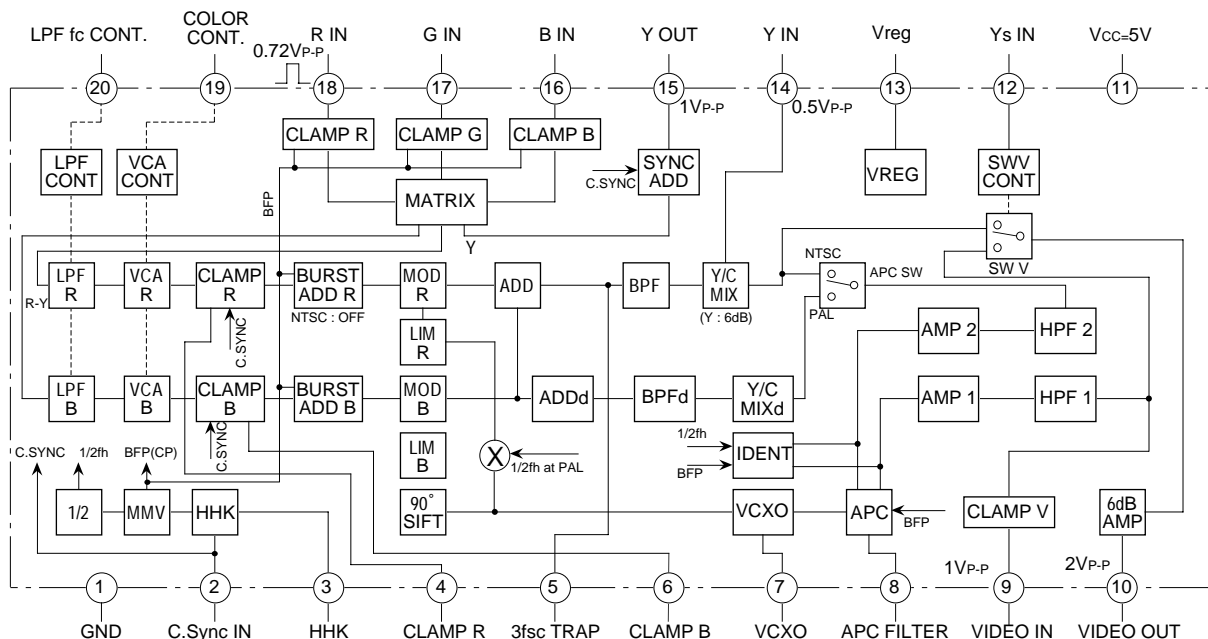 LPF fc CONT.
COLOR
CONT.
R IN
G IN
B IN
Y OUT
Y IN
Vreg
Ys IN
VCC=5V
0.72VP-P
20
19
18
17
16
15
14
13
12
11
1VP-P
0.5VP-P
CLAMP R
CLAMP G
CLAMP B
LPF
CONT
VCA
CONT
SYNC
ADD
C.SYNC
VREG
SWV
CONT
BFP
MATRIX
Y
SW V
NTSC
APC SW
PAL
R-Y
LPF
R
VCA
R
CLAMP
R
C.SYNC
BURST
ADD R
NTSC : OFF
MOD
R
ADD
BPF
Y/C
MIX
(Y : 6dB)
LIM
R
AMP 2
HPF 2
LPF
B
VCA
B
CLAMP
B
C.SYNC
BURST
ADD B
MOD
B
ADDd
BPFd
Y/C
MIXd
AMP 1
HPF 1
C.SYNC
1/2fh
BFP(CP)
LIM
B
X
1/2fh at PAL
1/2fh
BFP
IDENT
1/2
MMV
HHK
90°
SIFT
VCXO
APC
BFP
CLAMP V
6dB
AMP
1VP-P
2VP-P
1
2
3
4
5
6
7
8
9
10
GND
C.Sync IN
HHK
CLAMP R
3fsc TRAP
CLAMP B
VCXO
APC FILTER
VIDEO IN
VIDEO OUT